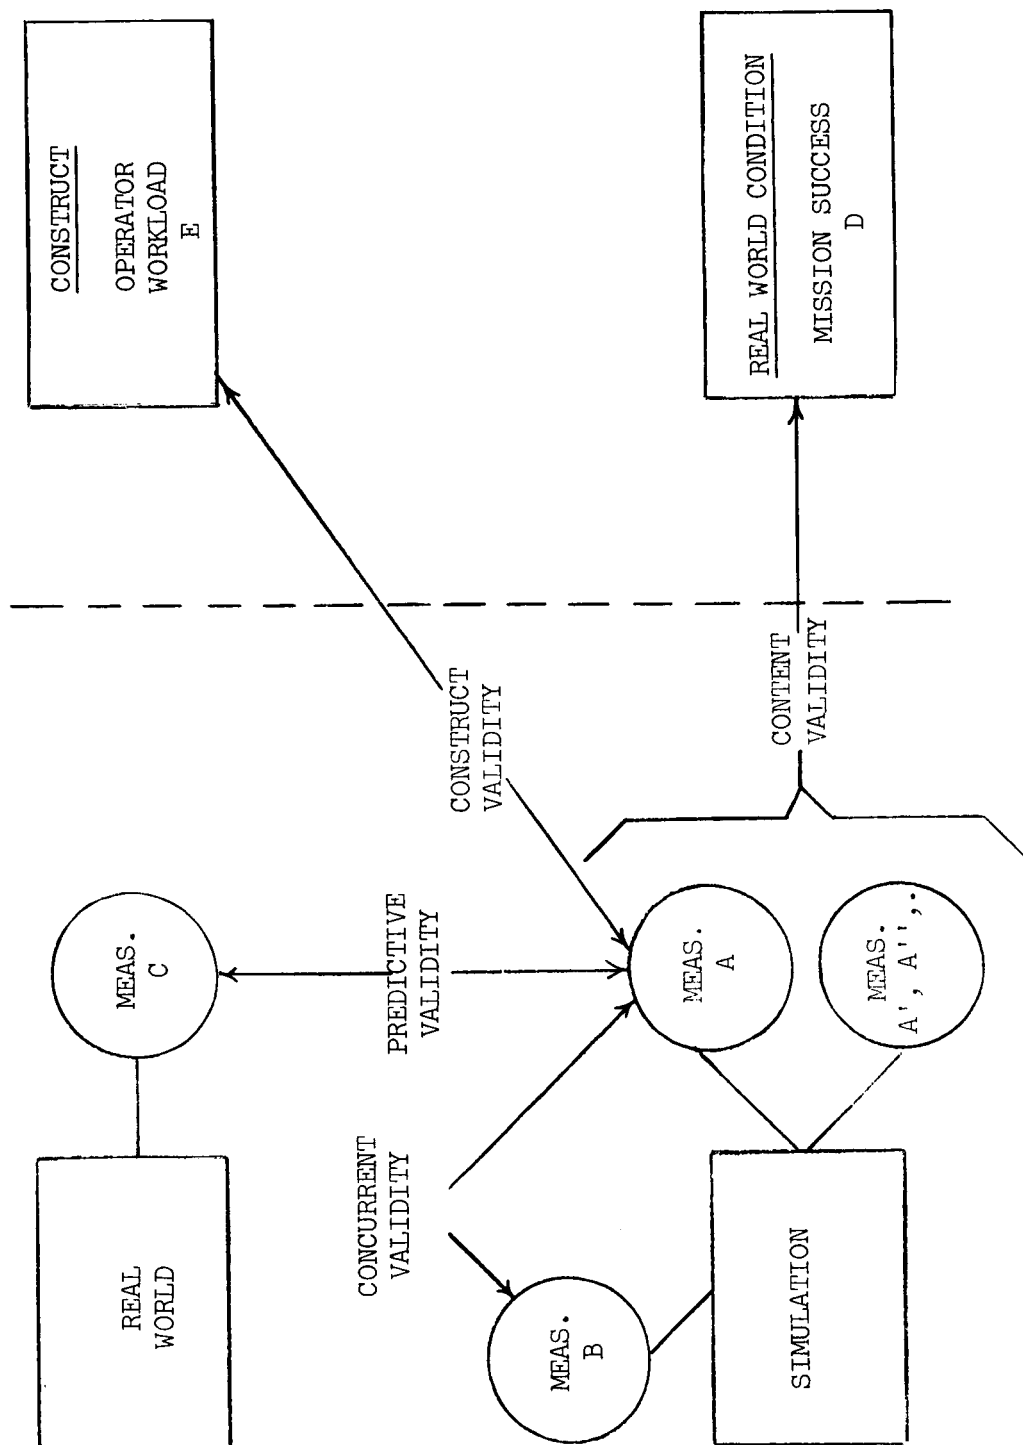 REAL
WORLD
MEAS.
C
CONSTRUCT
OPERATOR
WORKLOAD
E
PREDICTIVE
VALIDITY
CONCURRENT
VALIDITY
CONSTRUCT
VALIDITY
MEAS.
B
MEAS.
A
MEAS.
A', A'',.
SIMULATION
CONTENT
VALIDITY
REAL WORLD CONDITION
MISSION SUCCESS
D